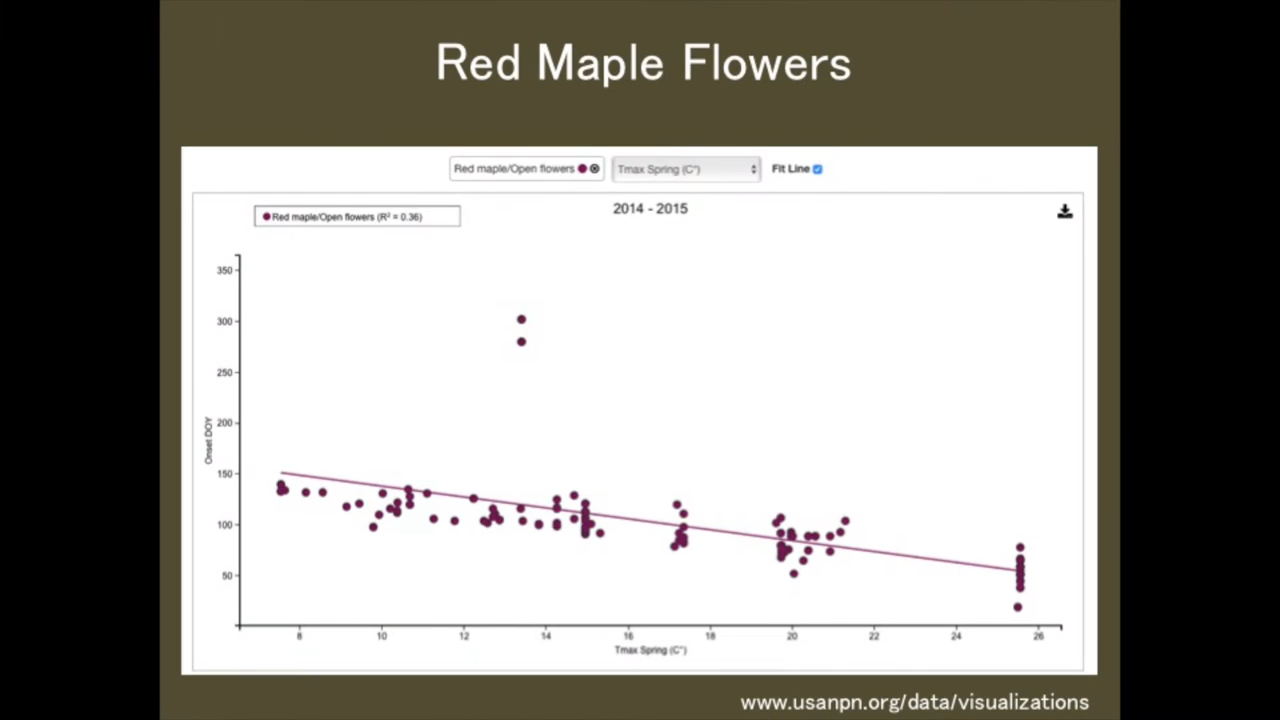 Red Maple Flowers
Red maple/Open flowers Tmax Spring (C°) Fit Line
Red maple/Open flowers (R² = 0.36)
2014 - 2015
350
300
250
200
150
100
50
Onset DOY
8 10 12 14 16 18 20 22 24 26
Tmax Spring (C°)
www.usanpn.org/data/visualizations